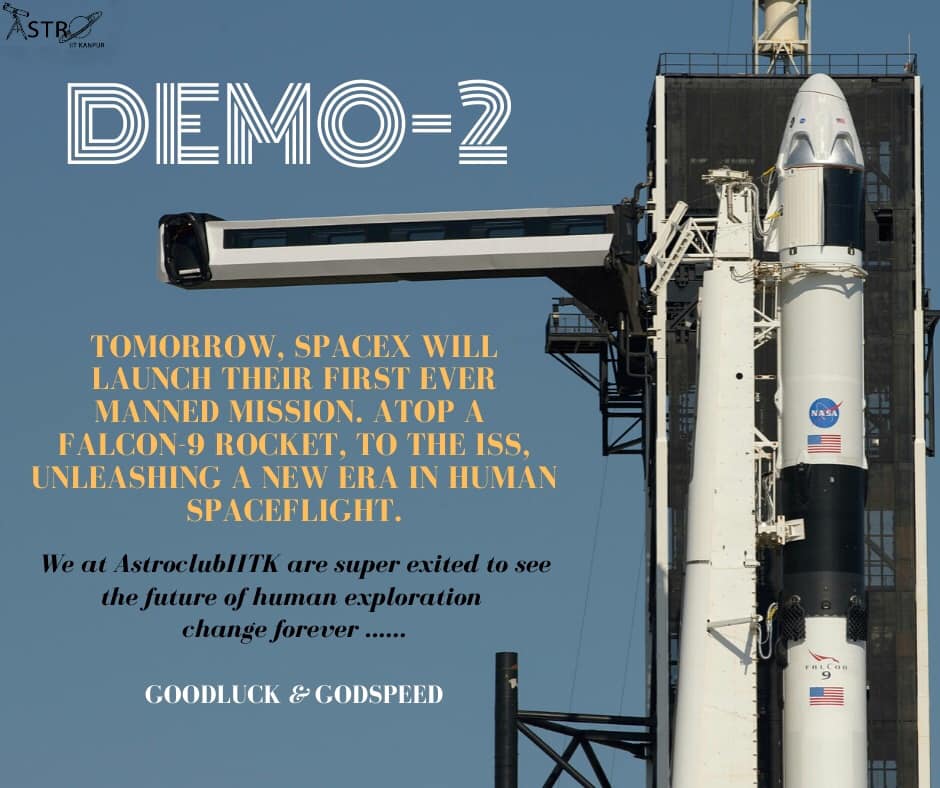 ASTRO
IIT KANPUR
DEMO-2
TOMORROW, SPACEX WILL
LAUNCH THEIR FIRST EVER
MANNED MISSION. ATOP A
FALCON-9 ROCKET, TO THE ISS,
UNLEASHING A NEW ERA IN HUMAN
SPACEFLIGHT.
We at AstroclubIITK are super exited to see
the future of human exploration
change forever ......
GOODLUCK & GODSPEED
NASA
FALCON
9